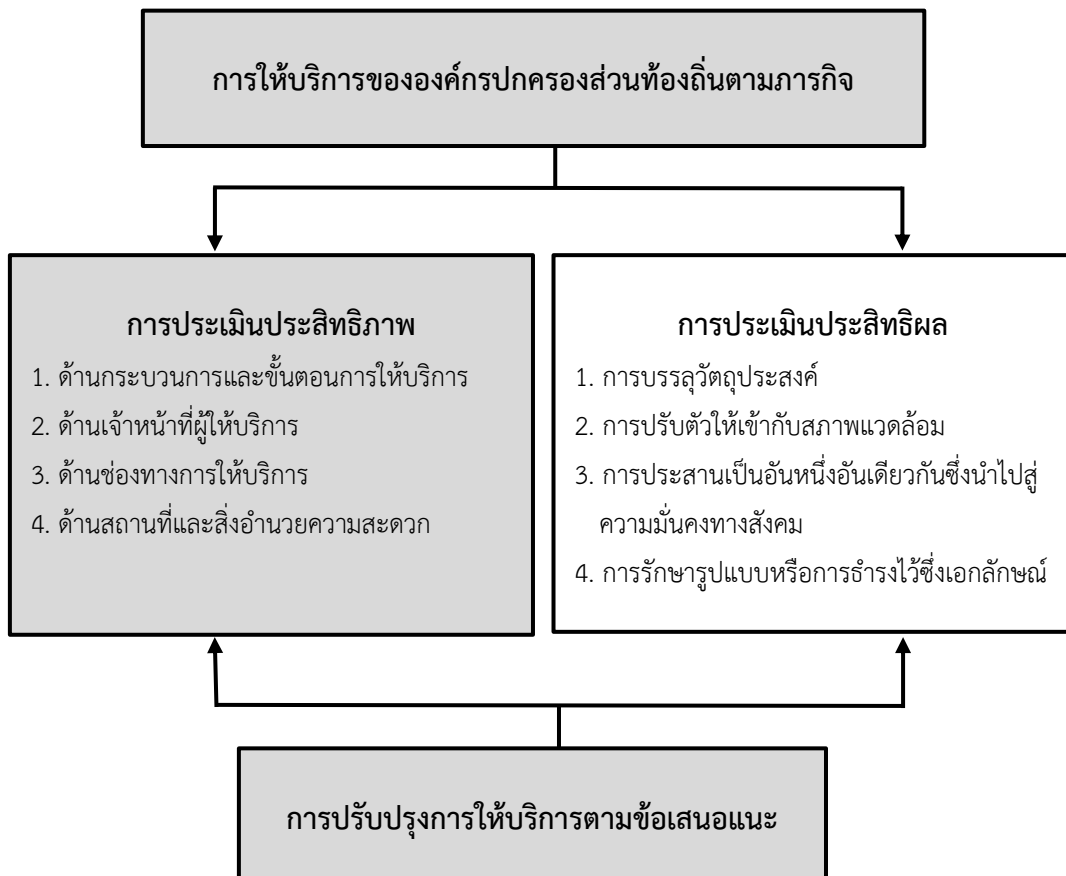 การให้บริการขององค์กรปกครองส่วนท้องถิ่นตามภารกิจ
การประเมินประสิทธิภาพ
1. ด้านกระบวนการและขั้นตอนการให้บริการ
2. ด้านเจ้าหน้าที่ผู้ให้บริการ
3. ด้านช่องทางการให้บริการ
4. ด้านสถานที่และสิ่งอำนวยความสะดวก
การประเมินประสิทธิผล
1. การบรรลุวัตถุประสงค์
2. การปรับตัวให้เข้ากับสภาพแวดล้อม
3. การประสานเป็นอันหนึ่งอันเดียวกันซึ่งนำไปสู่
ความมั่นคงทางสังคม
4. การรักษารูปแบบหรือการธำรงไว้ซึ่งเอกลักษณ์
การปรับปรุงการให้บริการตามข้อเสนอแนะ